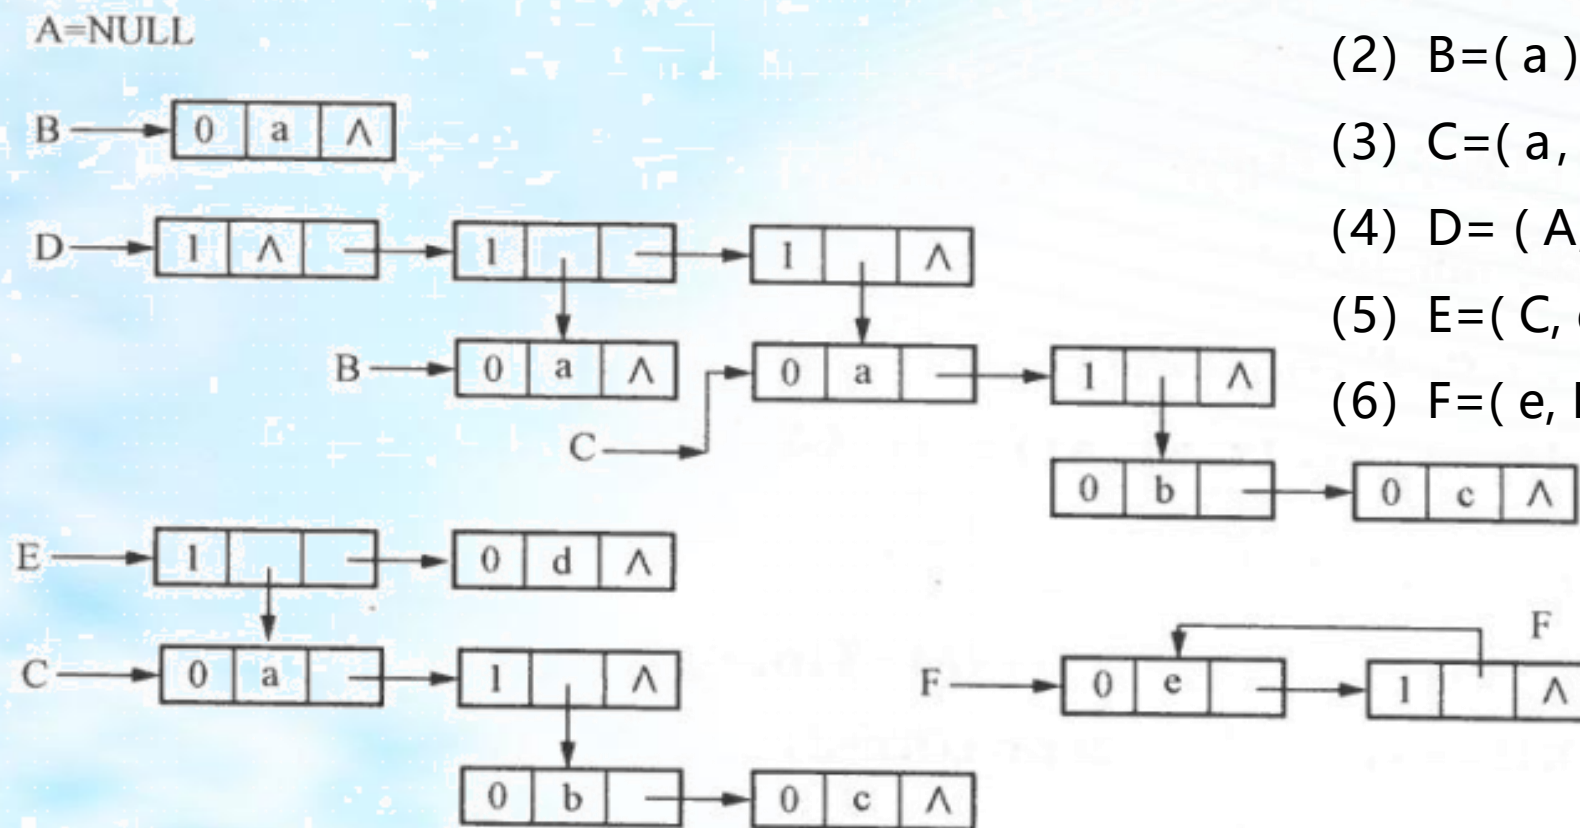 A=NULL
(2) B=( a )
B 0 a ∧
(3) C=( a,
(4) D= ( A,
D 1 ∧ 1 1 ∧
(5) E=( C,
B 0 a ∧ 0 a 1 ∧
(6) F=( e,
C
0 b 0 c ∧
E 1 0 d ∧
F
C 0 a 1 ∧
F 0 e 1 ∧
0 b 0 c ∧